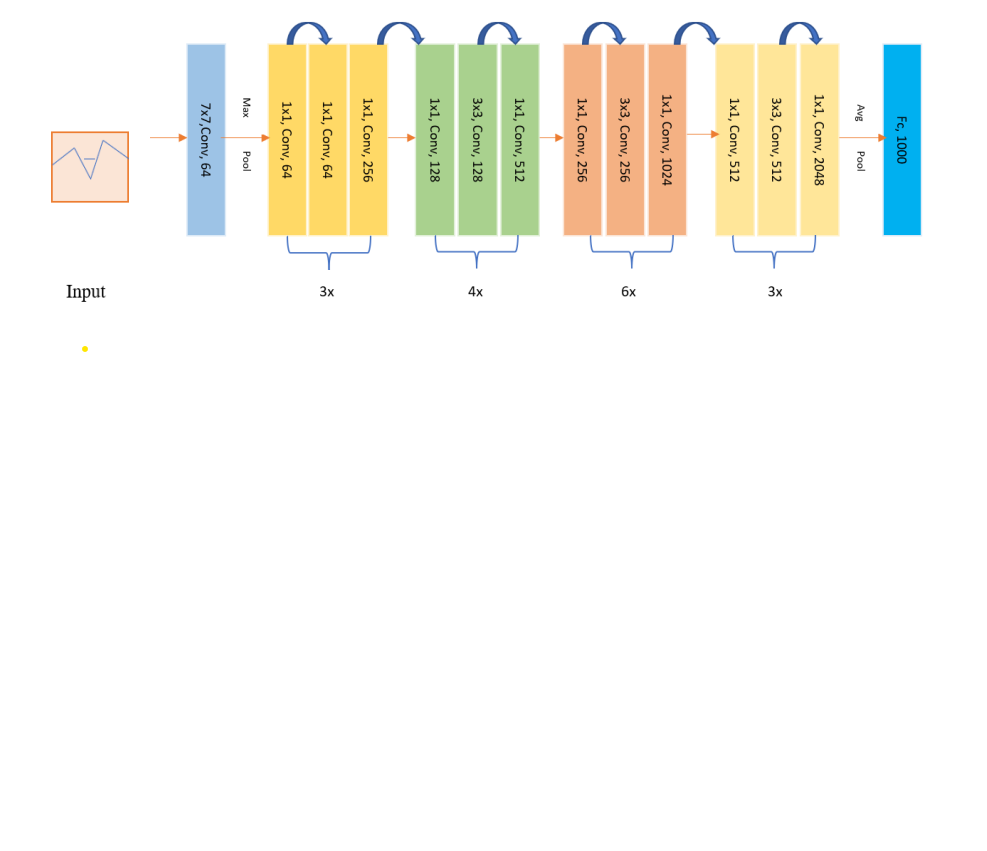 7x7,Conv, 64
Max
Pool
1x1, Conv, 64
1x1, Conv, 64
1x1, Conv, 256
1x1, Conv, 128
3x3, Conv, 128
1x1, Conv, 512
1x1, Conv, 256
3x3, Conv, 256
1x1, Conv, 1024
1x1, Conv, 512
3x3, Conv, 512
1x1, Conv, 2048
Avg
Pool
Fc, 1000
Input
3x
4x
6x
3x